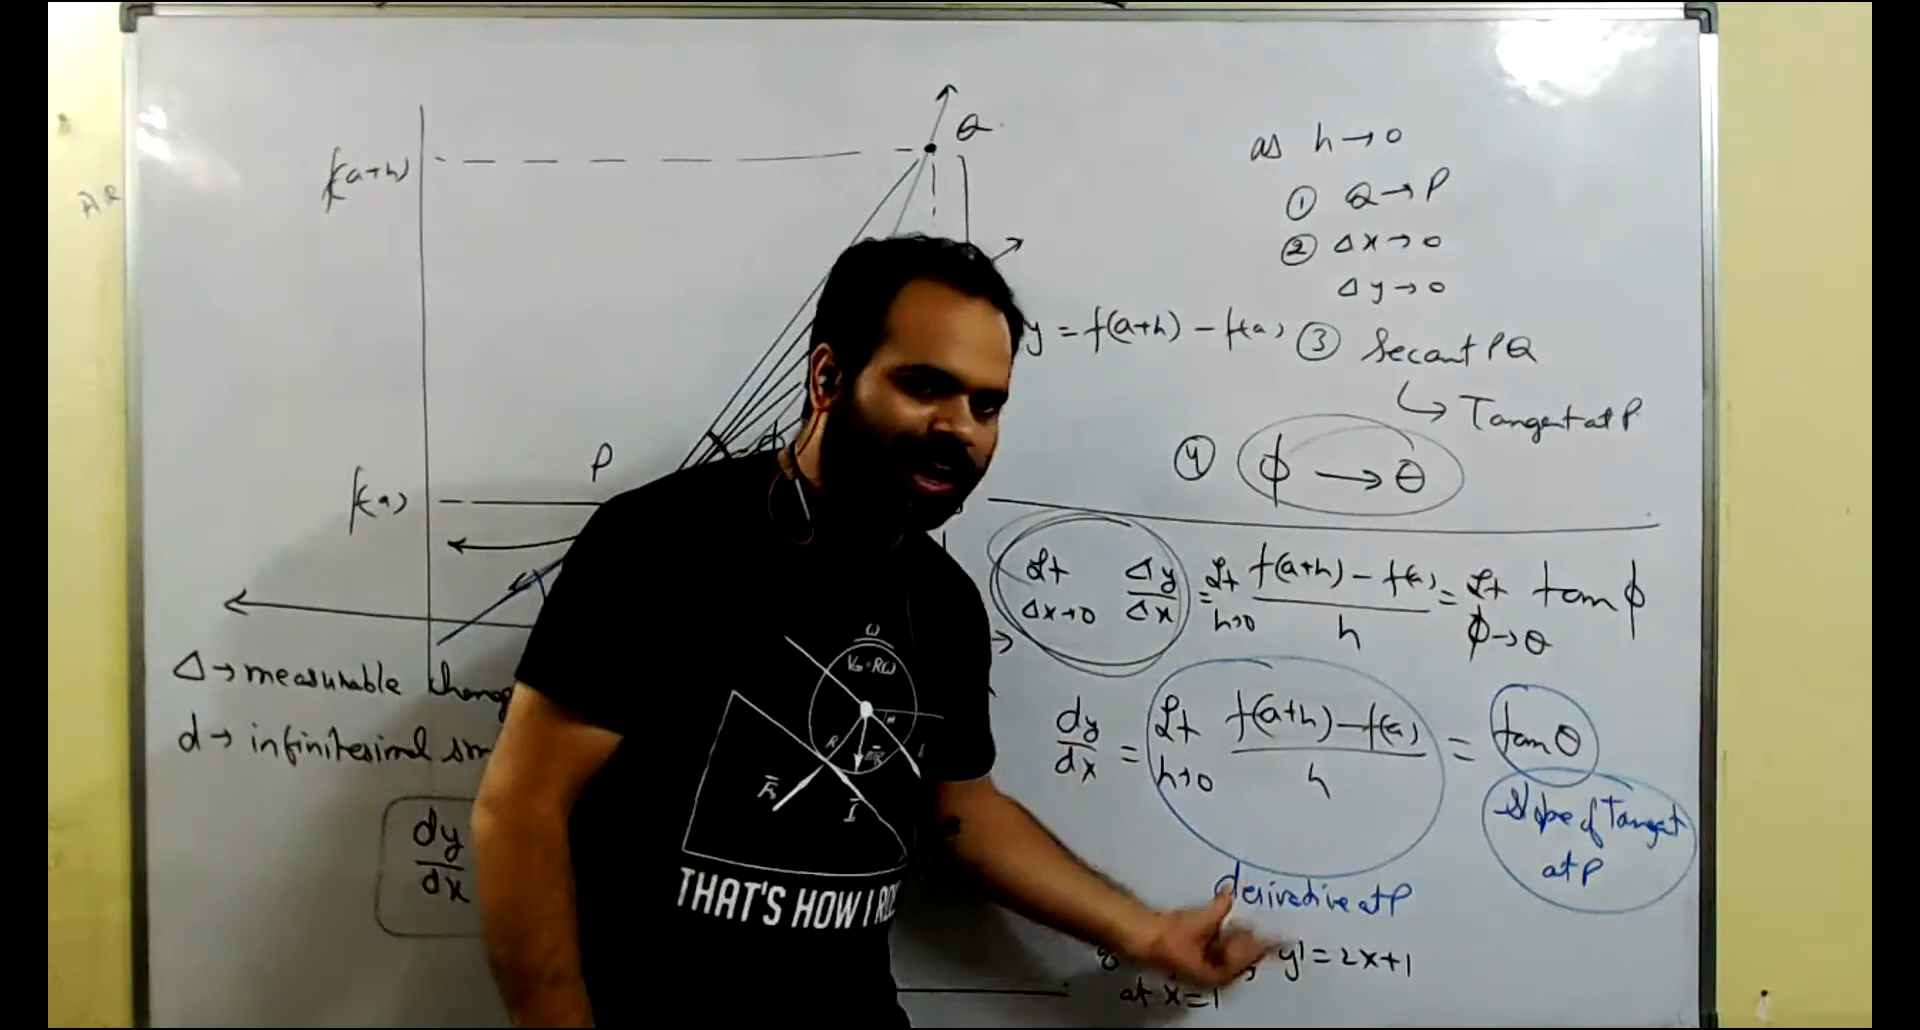 AR
f(a+h)
Q
P
ϕ
f(a)
as h→0
① Q→P
② Δx→0
Δy→0
y = f(a+h) - f(a)
③ Secant PQ
↳ Tangent at P
④ ϕ → θ
Lt Δx→0 Δy/Δx = Lt h→0 (f(a+h) - f(a))/h = Lt ϕ→θ tan ϕ
Δ→ measurable
d → infinitesimal
dy/dx = Lt h→0 (f(a+h) - f(a))/h = tan θ
Slope of Tangent
at P
derivative at P
dy/dx
y' = 2x+1
at x=1
ω
R
I
THAT'S HOW I